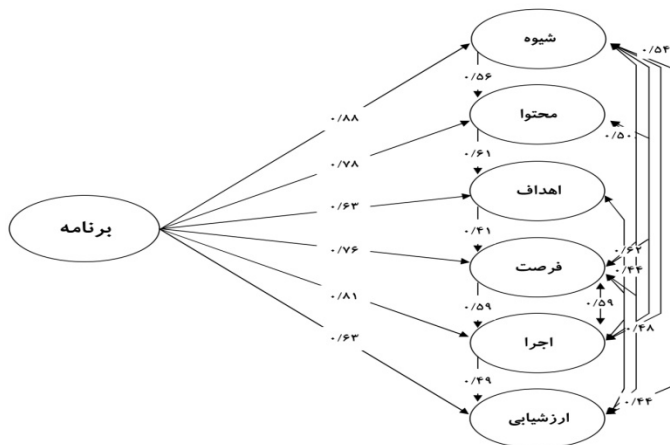 شیوه
۰/۵۴
۰/۵۶
۰/۸۸
محتوا
۰/۵۰
۰/۷۸
۰/۶۱
اهداف
۰/۶۳
۰/۴۱
برنامه
۰/۷۶
فرصت
۰/۶۲
۰/۴۴
۰/۸۱
۰/۵۹
۰/۵۹
اجرا
۰/۴۸
۰/۶۳
۰/۴۹
۰/۴۴
ارزشیابی